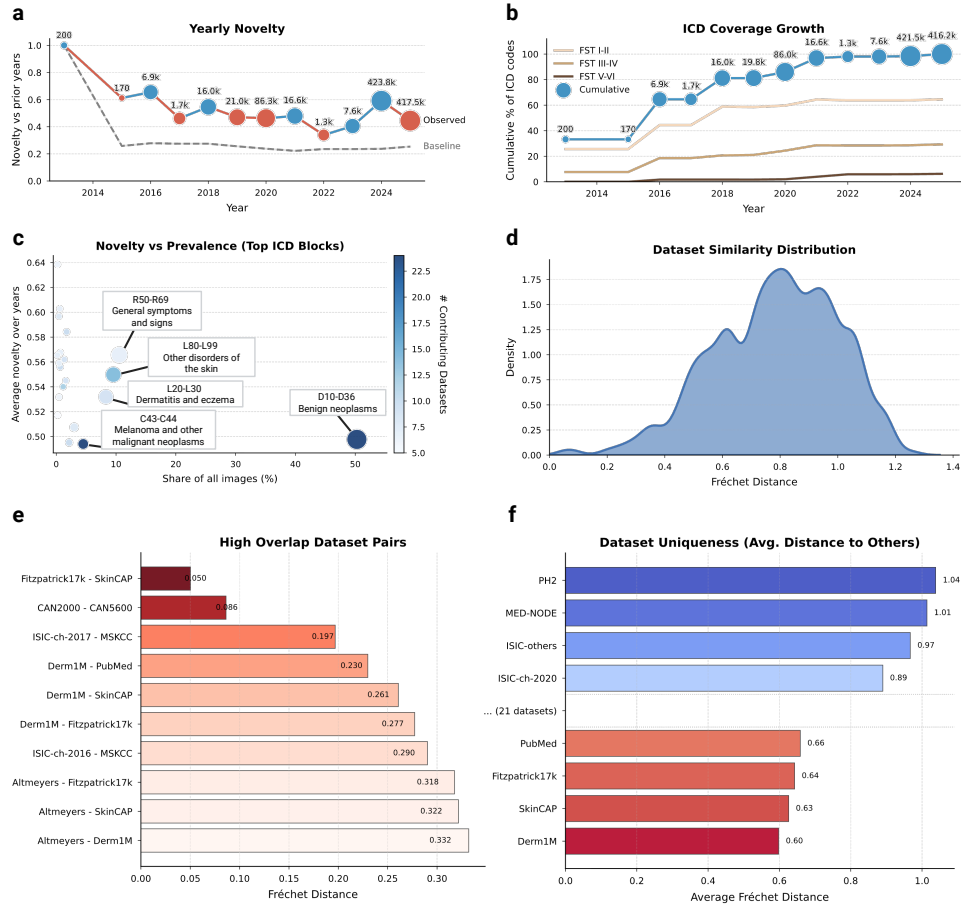 a
Yearly Novelty
Novelty vs prior years
1.0
0.8
0.6
0.4
0.2
0.0
200
170
6.9k
1.7k
16.0k
21.0k
86.3k
16.6k
1.3k
7.6k
423.8k
417.5k
Observed
Baseline
2014
2016
2018
2020
2022
2024
Year
b
ICD Coverage Growth
Cumulative % of ICD codes
100
80
60
40
20
0
FST I-II
FST III-IV
FST V-VI
Cumulative
200
170
6.9k
1.7k
16.0k
19.8k
86.0k
16.6k
1.3k
7.6k
421.5k
416.2k
2014
2016
2018
2020
2022
2024
Year
c
Novelty vs Prevalence (Top ICD Blocks)
Average novelty over years
0.64
0.62
0.60
0.58
0.56
0.54
0.52
0.50
R50-R69
General symptoms
and signs
L80-L99
Other disorders of
the skin
L20-L30
Dermatitis and eczema
C43-C44
Melanoma and other
malignant neoplasms
D10-D36
Benign neoplasms
0
10
20
30
40
50
Share of all images (%)
22.5
20.0
17.5
15.0
12.5
10.0
7.5
5.0
# Contributing Datasets
d
Dataset Similarity Distribution
Density
1.75
1.50
1.25
1.00
0.75
0.50
0.25
0.00
0.0
0.2
0.4
0.6
0.8
1.0
1.2
1.4
Fréchet Distance
e
High Overlap Dataset Pairs
Fitzpatrick17k - SkinCAP
0.050
CAN2000 - CAN5600
0.086
ISIC-ch-2017 - MSKCC
0.197
Derm1M - PubMed
0.230
Derm1M - SkinCAP
0.261
Derm1M - Fitzpatrick17k
0.277
ISIC-ch-2016 - MSKCC
0.290
Altmeyers - Fitzpatrick17k
0.318
Altmeyers - SkinCAP
0.322
Altmeyers - Derm1M
0.332
0.00
0.05
0.10
0.15
0.20
0.25
0.30
Fréchet Distance
f
Dataset Uniqueness (Avg. Distance to Others)
PH2
1.04
MED-NODE
1.01
ISIC-others
0.97
ISIC-ch-2020
0.89
... (21 datasets)
PubMed
0.66
Fitzpatrick17k
0.64
SkinCAP
0.63
Derm1M
0.60
0.0
0.2
0.4
0.6
0.8
1.0
Average Fréchet Distance